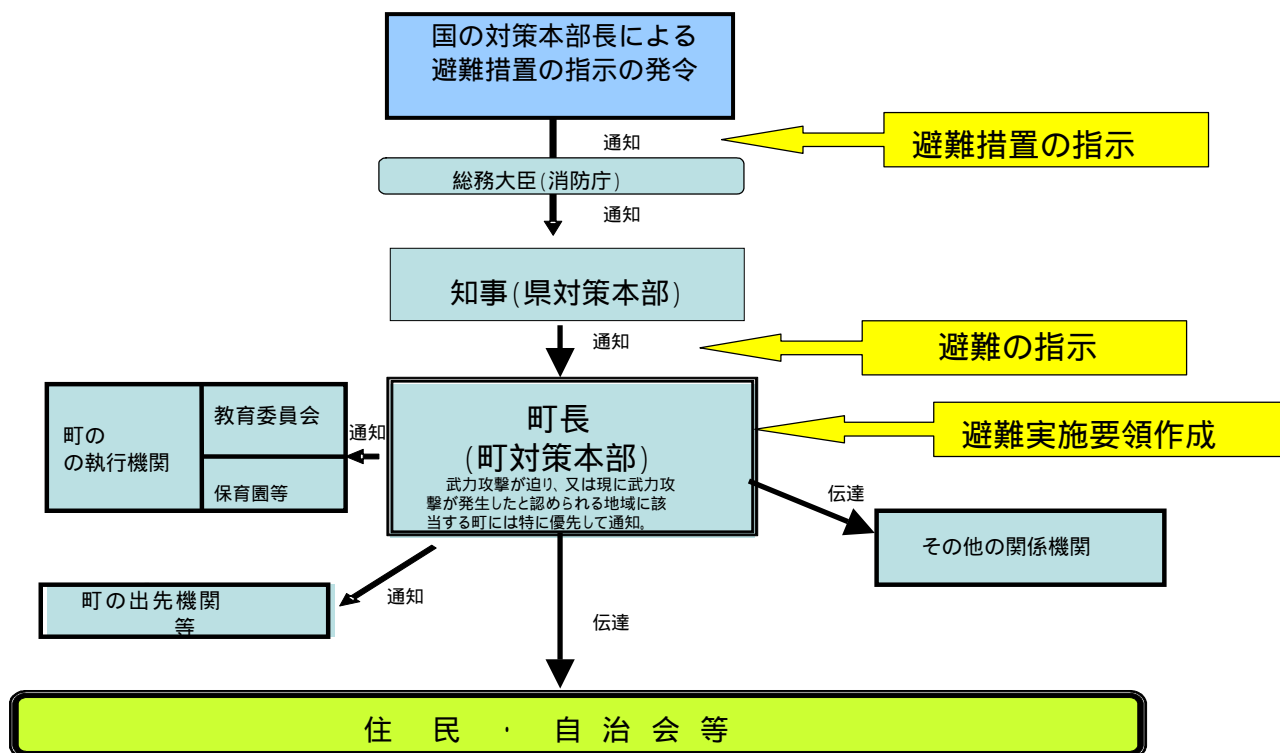 国の対策本部長による
避難措置の指示の発令
通知
避難措置の指示
総務大臣(消防庁)
通知
知事(県対策本部)
通知
避難の指示
町の
の執行機関
教育委員会
保育園等
通知
町長
(町対策本部)
武力攻撃が迫り、又は現に武力攻
撃が発生したと認められる地域に該
当する町には特に優先して通知。
避難実施要領作成
伝達
その他の関係機関
町の出先機関
等
通知
伝達
住 民 ・ 自 治 会 等